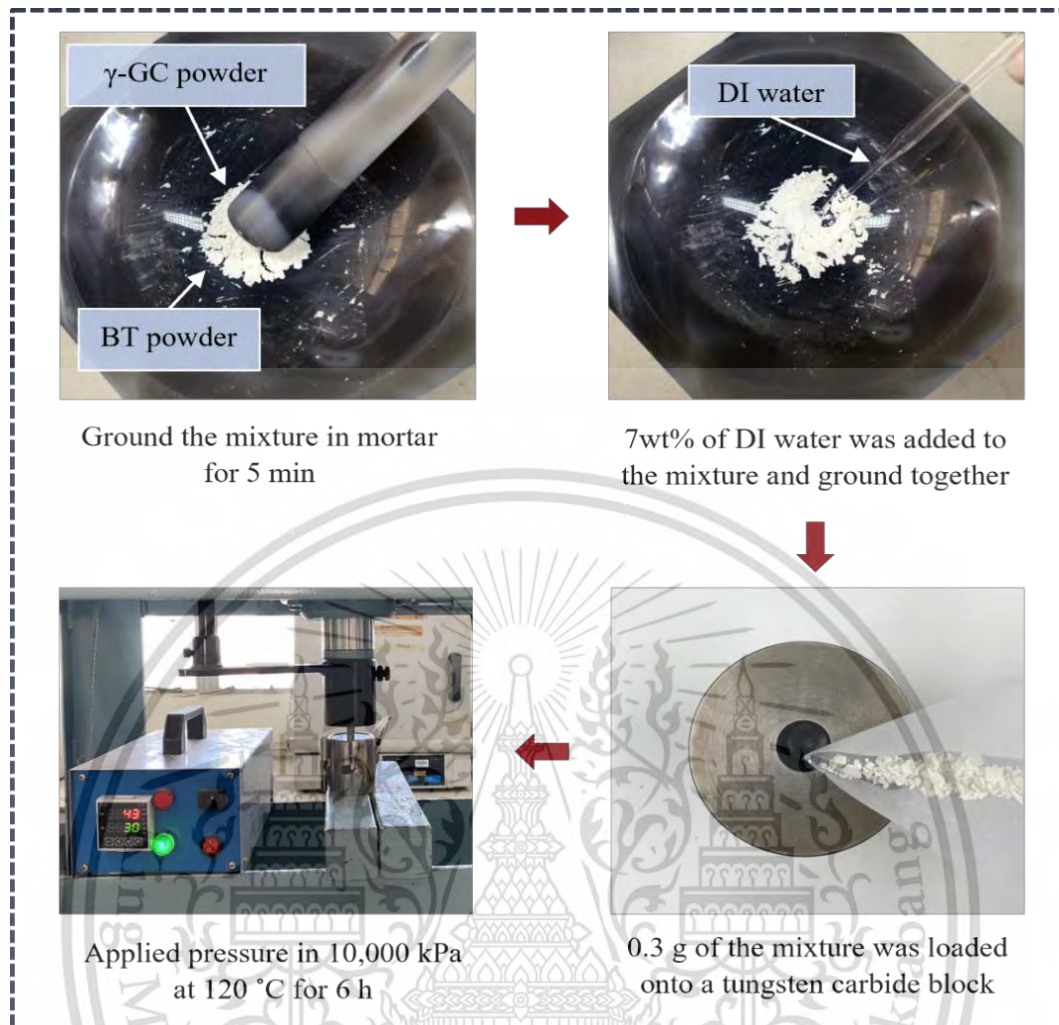 γ-GC powder
BT powder
DI water
Ground the mixture in mortar
for 5 min
7wt% of DI water was added to
the mixture and ground together
43
30
Applied pressure in 10,000 kPa
at 120 ˚C for 6 h
0.3 g of the mixture was loaded
onto a tungsten carbide block